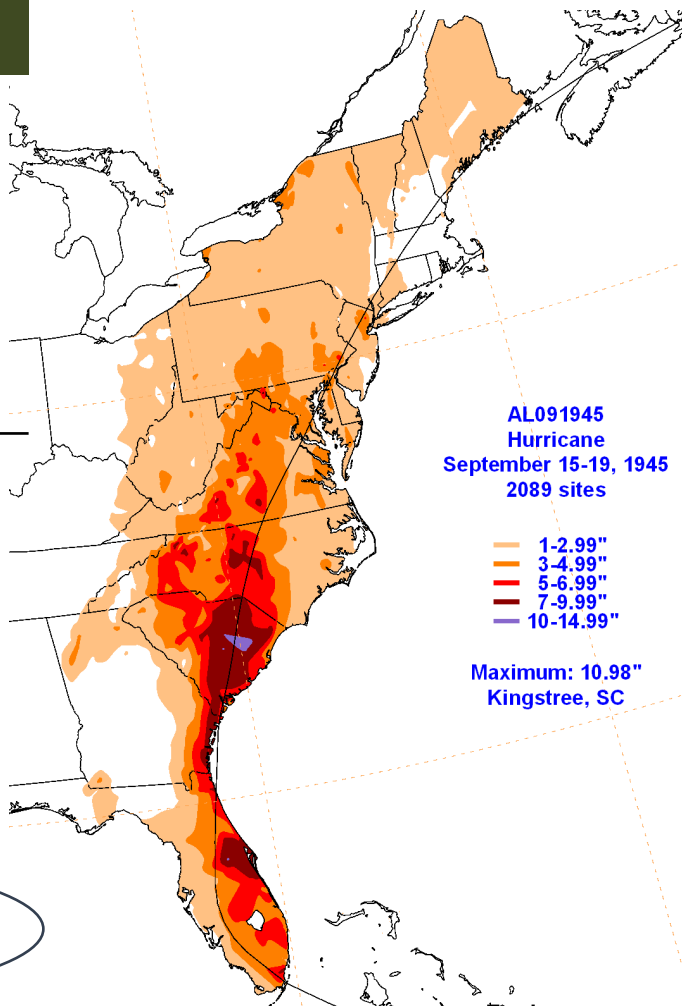 AL091945
Hurricane
September 15-19, 1945
2089 sites
1-2.99"
3-4.99"
5-6.99"
7-9.99"
10-14.99"
Maximum: 10.98"
Kingstree, SC